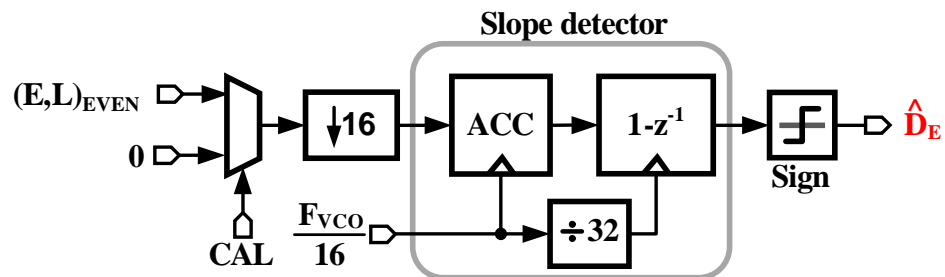 Slope detector
(E,L)EVEN
↓16
ACC
1-z⁻¹
D̂E
0
Sign
CAL
FVCO
16
÷32